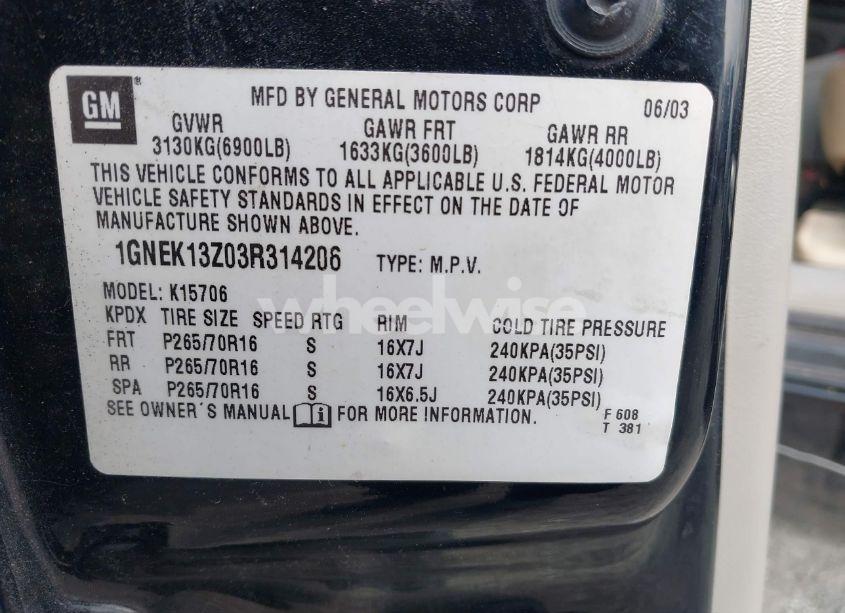 GM ®
MFD BY GENERAL MOTORS CORP 06/03
GVWR GAWR FRT GAWR RR
3130KG(6900LB) 1633KG(3600LB) 1814KG(4000LB)
THIS VEHICLE CONFORMS TO ALL APPLICABLE U.S. FEDERAL MOTOR
VEHICLE SAFETY STANDARDS IN EFFECT ON THE DATE OF
MANUFACTURE SHOWN ABOVE.
1GNEK13Z03R314206 TYPE: M.P.V.
MODEL: K15706
wheelwise
KPDX TIRE SIZE SPEED RTG RIM COLD TIRE PRESSURE
FRT P265/70R16 S 16X7J 240KPA(35PSI)
RR P265/70R16 S 16X7J 240KPA(35PSI)
SPA P265/70R16 S 16X6.5J 240KPA(35PSI)
SEE OWNER´S MANUAL i FOR MORE INFORMATION.
F 608
T 381